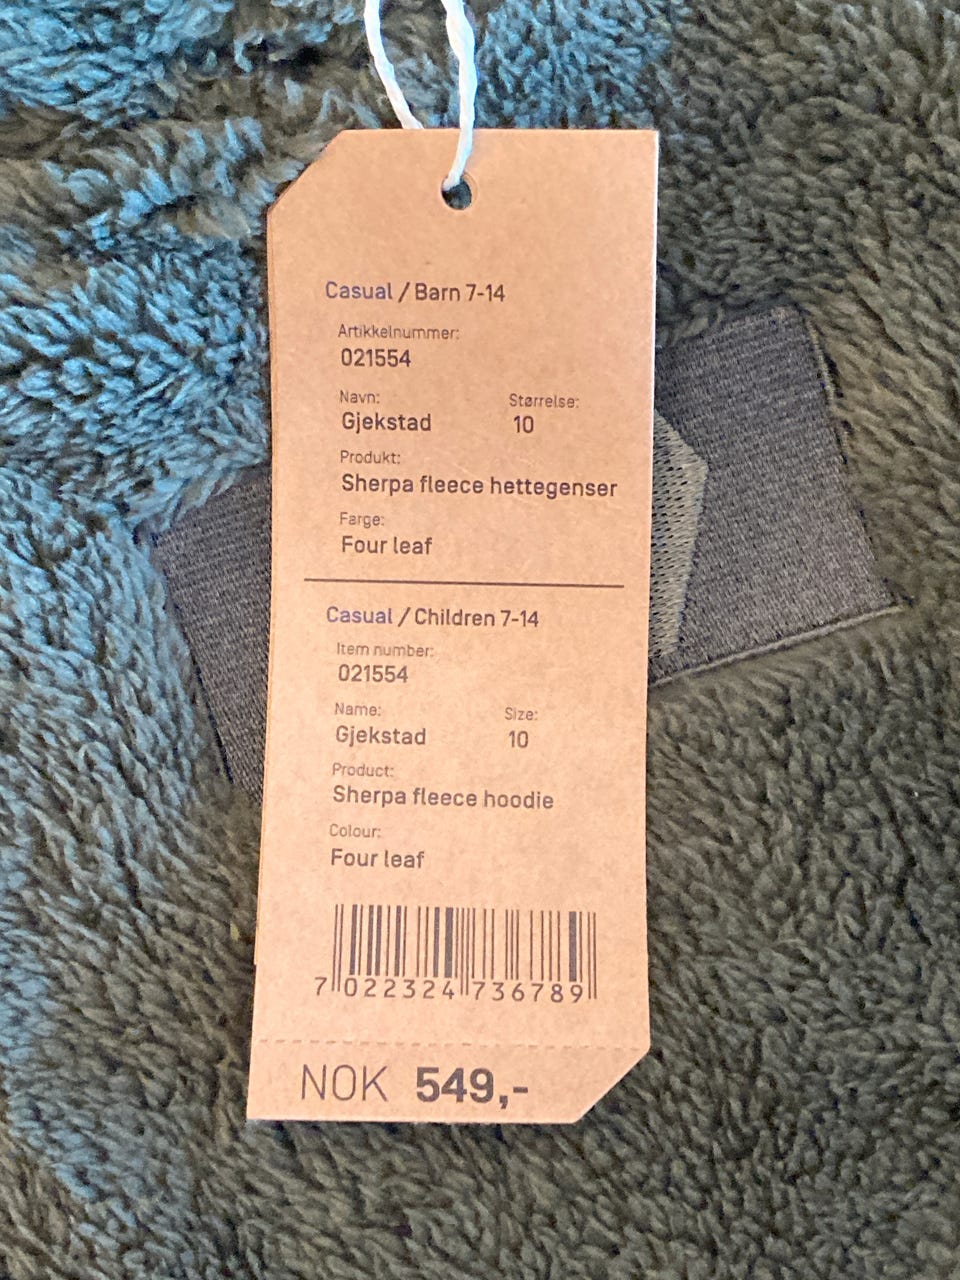 Casual / Barn 7-14
Artikkelnummer:
021554
Navn: Størrelse:
Gjekstad 10
Produkt:
Sherpa fleece hettegenser
Farge:
Four leaf
Casual / Children 7-14
Item number:
021554
Name: Size:
Gjekstad 10
Product:
Sherpa fleece hoodie
Colour:
Four leaf
7 022324 736789
NOK 549,-